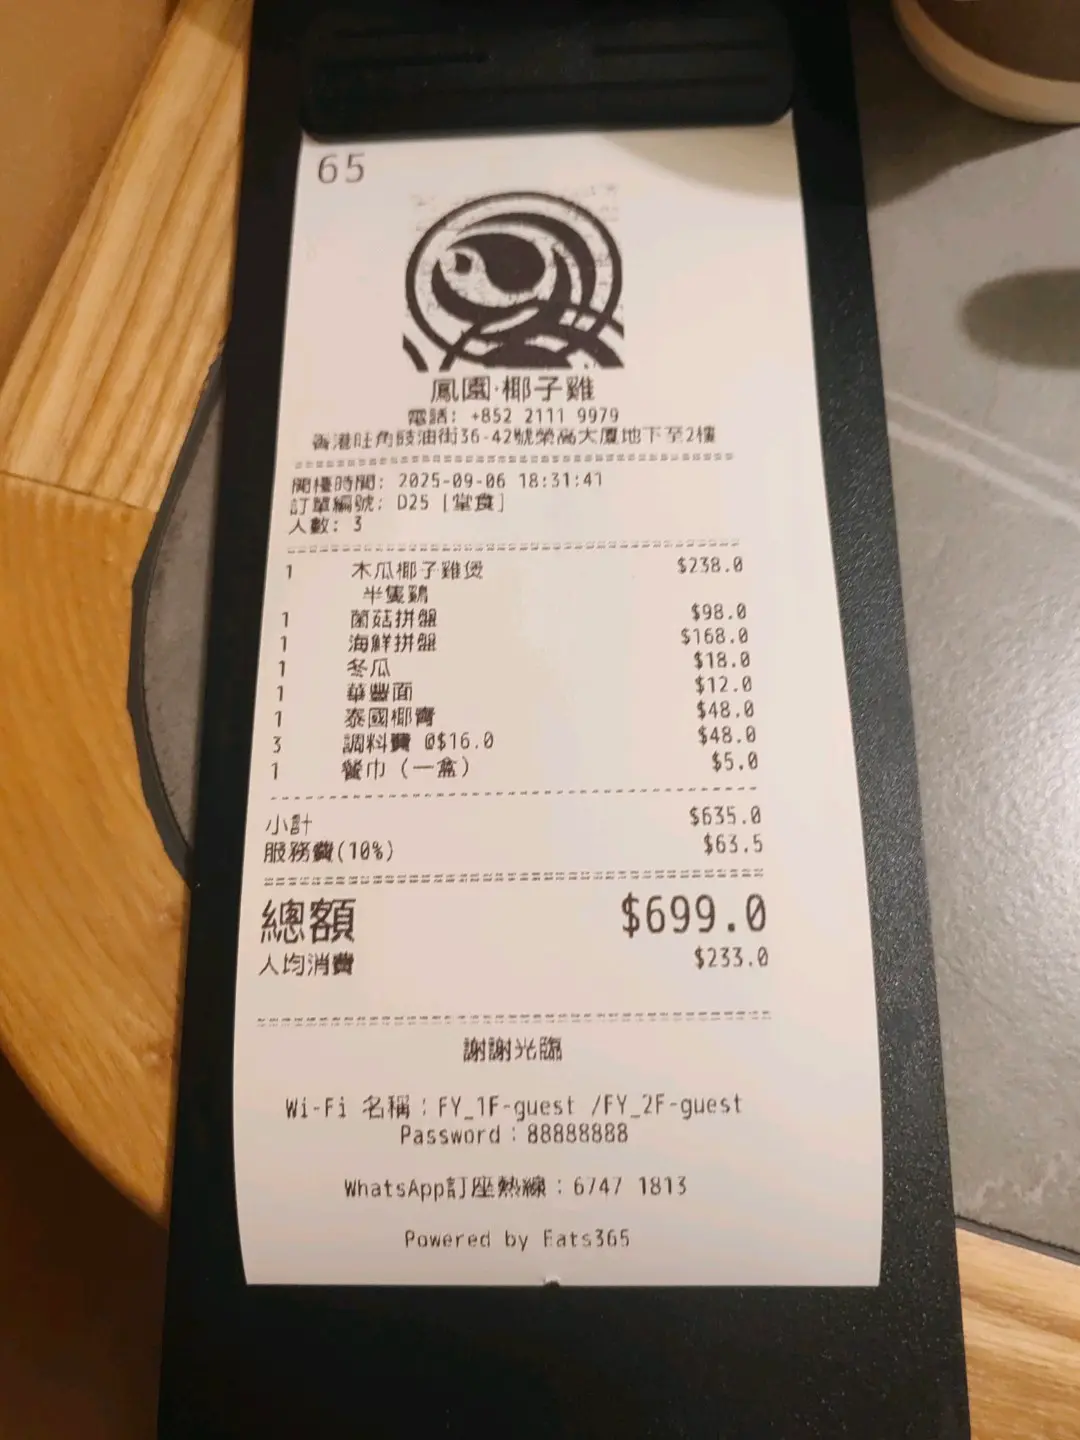 65
鳳園·椰子雞
電話: +852 2111 9979
香港旺角豉油街36-42號榮高大廈地下至2樓
開檯時間: 2025-09-06 18:31:41
訂單編號: D25 [堂食]
人數: 3
1 木瓜椰子雞煲 $238.0
半隻鷄
1 菌菇拼盤 $98.0
1 海鮮拼盤 $168.0
1 冬瓜 $18.0
1 華豐面 $12.0
1 泰國椰青 $48.0
3 調料費 @$16.0 $48.0
1 餐巾 (一盒) $5.0
小計 $635.0
服務費(10%) $63.5
總額 $699.0
人均消費 $233.0
謝謝光臨
Wi-Fi 名稱：FY_1F-guest /FY_2F-guest
Password：88888888
WhatsApp訂座熱線：6747 1813
Powered by Eats365